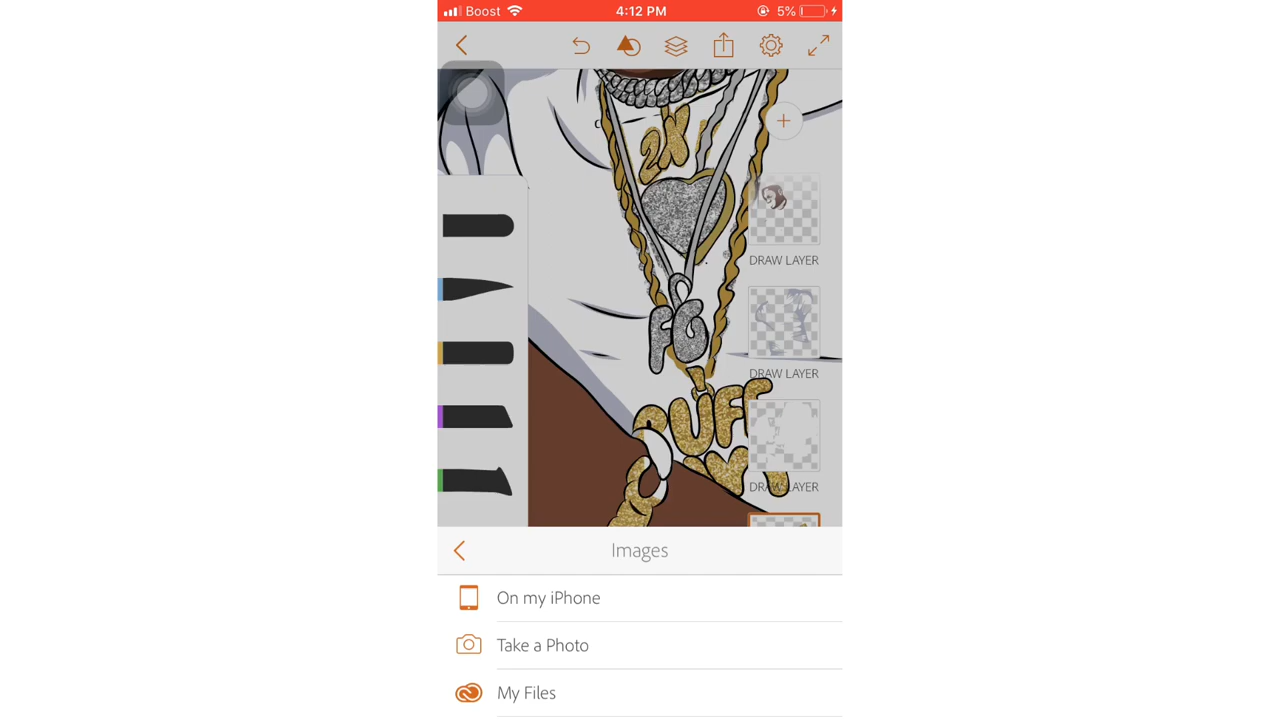 Boost 4:12 PM 5%
2X
DRAW LAYER
FG
DRAW LAYER
PUFF
DRAW LAYER
Images
On my iPhone
Take a Photo
My Files